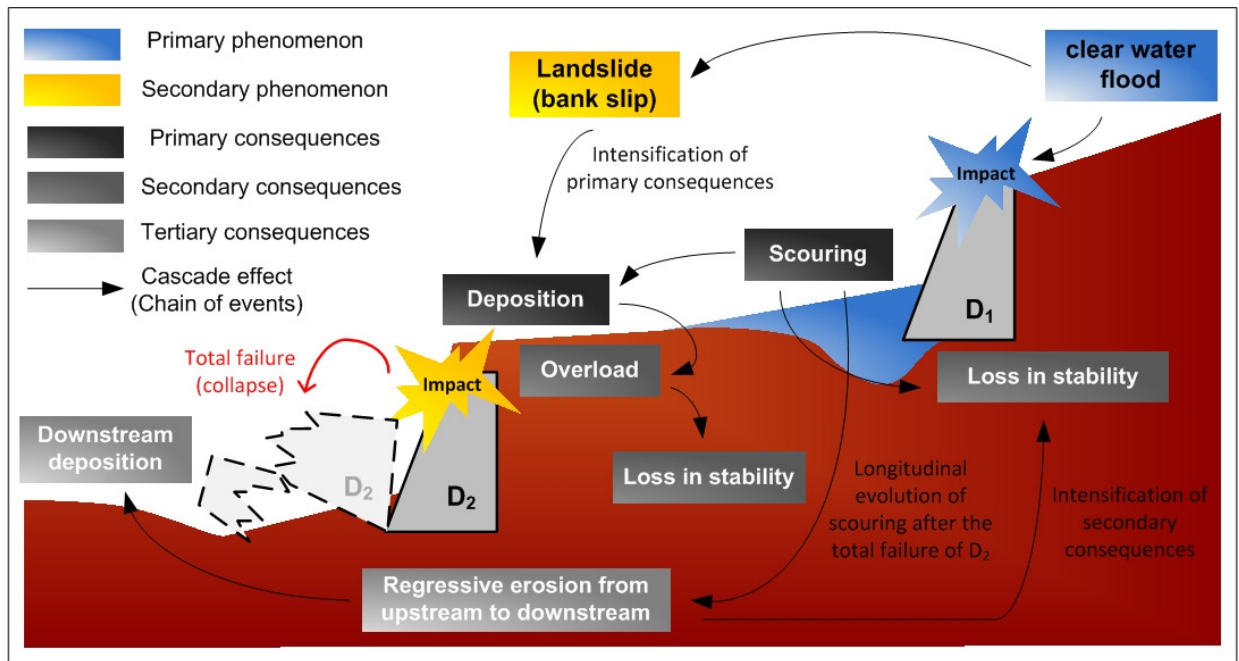 Primary phenomenon
Secondary phenomenon
Primary consequences
Secondary consequences
Tertiary consequences
Cascade effect
(Chain of events)
Landslide
(bank slip)
clear water
flood
Intensification of
primary consequences
Impact
Scouring
Deposition
D₁
Total failure
(collapse)
Impact
Overload
Loss in stability
Downstream
deposition
D₂
D₂
Loss in stability
Longitudinal
evolution of
scouring after the
total failure of D₂
Intensification of
secondary
consequences
Regressive erosion from
upstream to downstream